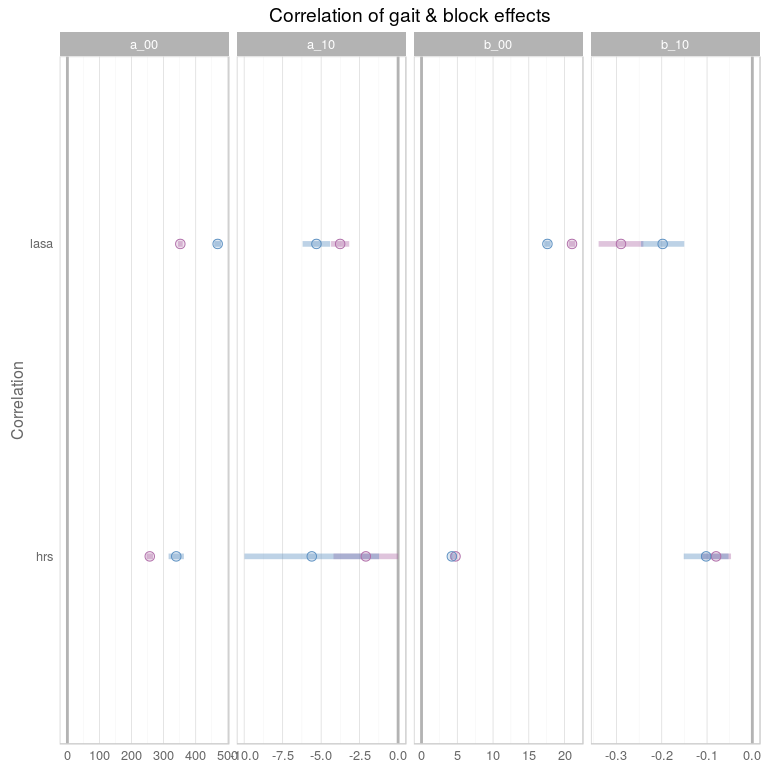 Correlation of gait & block effects
a_00 a_10 b_00 b_10
lasa
Correlation
hrs
0 100 200 300 400 500 -10.0 -7.5 -5.0 -2.5 0.0 0 5 10 15 20 -0.3 -0.2 -0.1 0.0